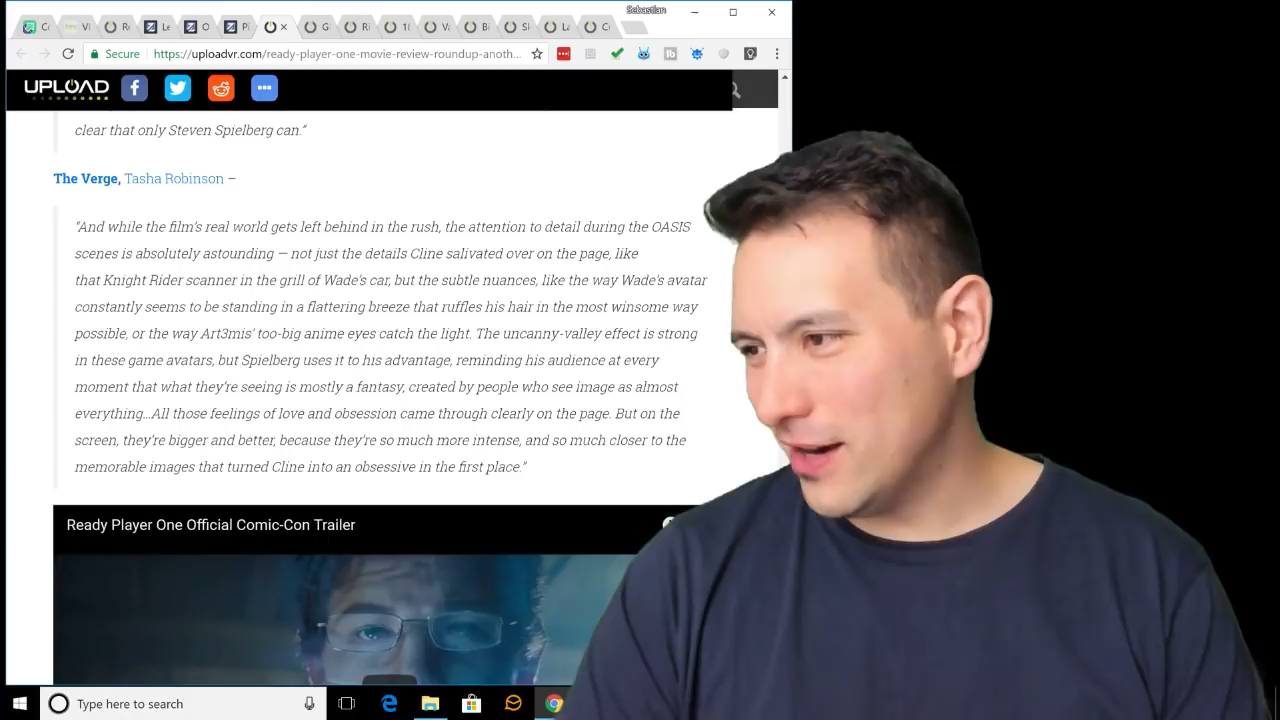 Sebastian
Secure
https://uploadvr.com/ready-player-one-movie-review-roundup-anoth...
UPLOAD
clear that only Steven Spielberg can.”
The Verge, Tasha Robinson –
“And while the film’s real world gets left behind in the rush, the attention to detail during the OASIS
scenes is absolutely astounding — not just the details Cline salivated over on the page, like
that Knight Rider scanner in the grill of Wade’s car, but the subtle nuances, like the way Wade’s avatar
constantly seems to be standing in a flattering breeze that ruffles his hair in the most winsome way
possible, or the way Art3mis’ too-big anime eyes catch the light. The uncanny-valley effect is strong
in these game avatars, but Spielberg uses it to his advantage, reminding his audience at every
moment that what they’re seeing is mostly a fantasy, created by people who see image as almost
everything…All those feelings of love and obsession came through clearly on the page. But on the
screen, they’re bigger and better, because they’re so much more intense, and so much closer to the
memorable images that turned Cline into an obsessive in the first place.”
Ready Player One Official Comic-Con Trailer
Type here to search